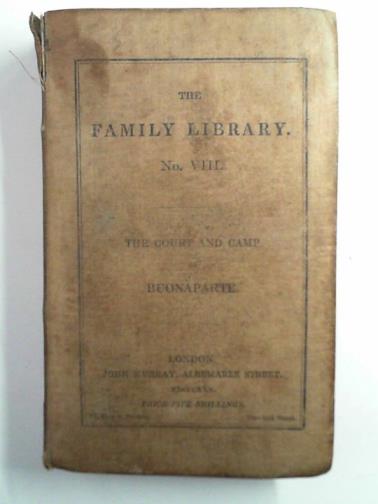 THE
FAMILY LIBRARY.
No. VIII.
THE COURT AND CAMP
BUONAPARTE.
LONDON
JOHN MURRAY, ALBEMARLE STREET.
PRICE FIVE SHILLINGS.